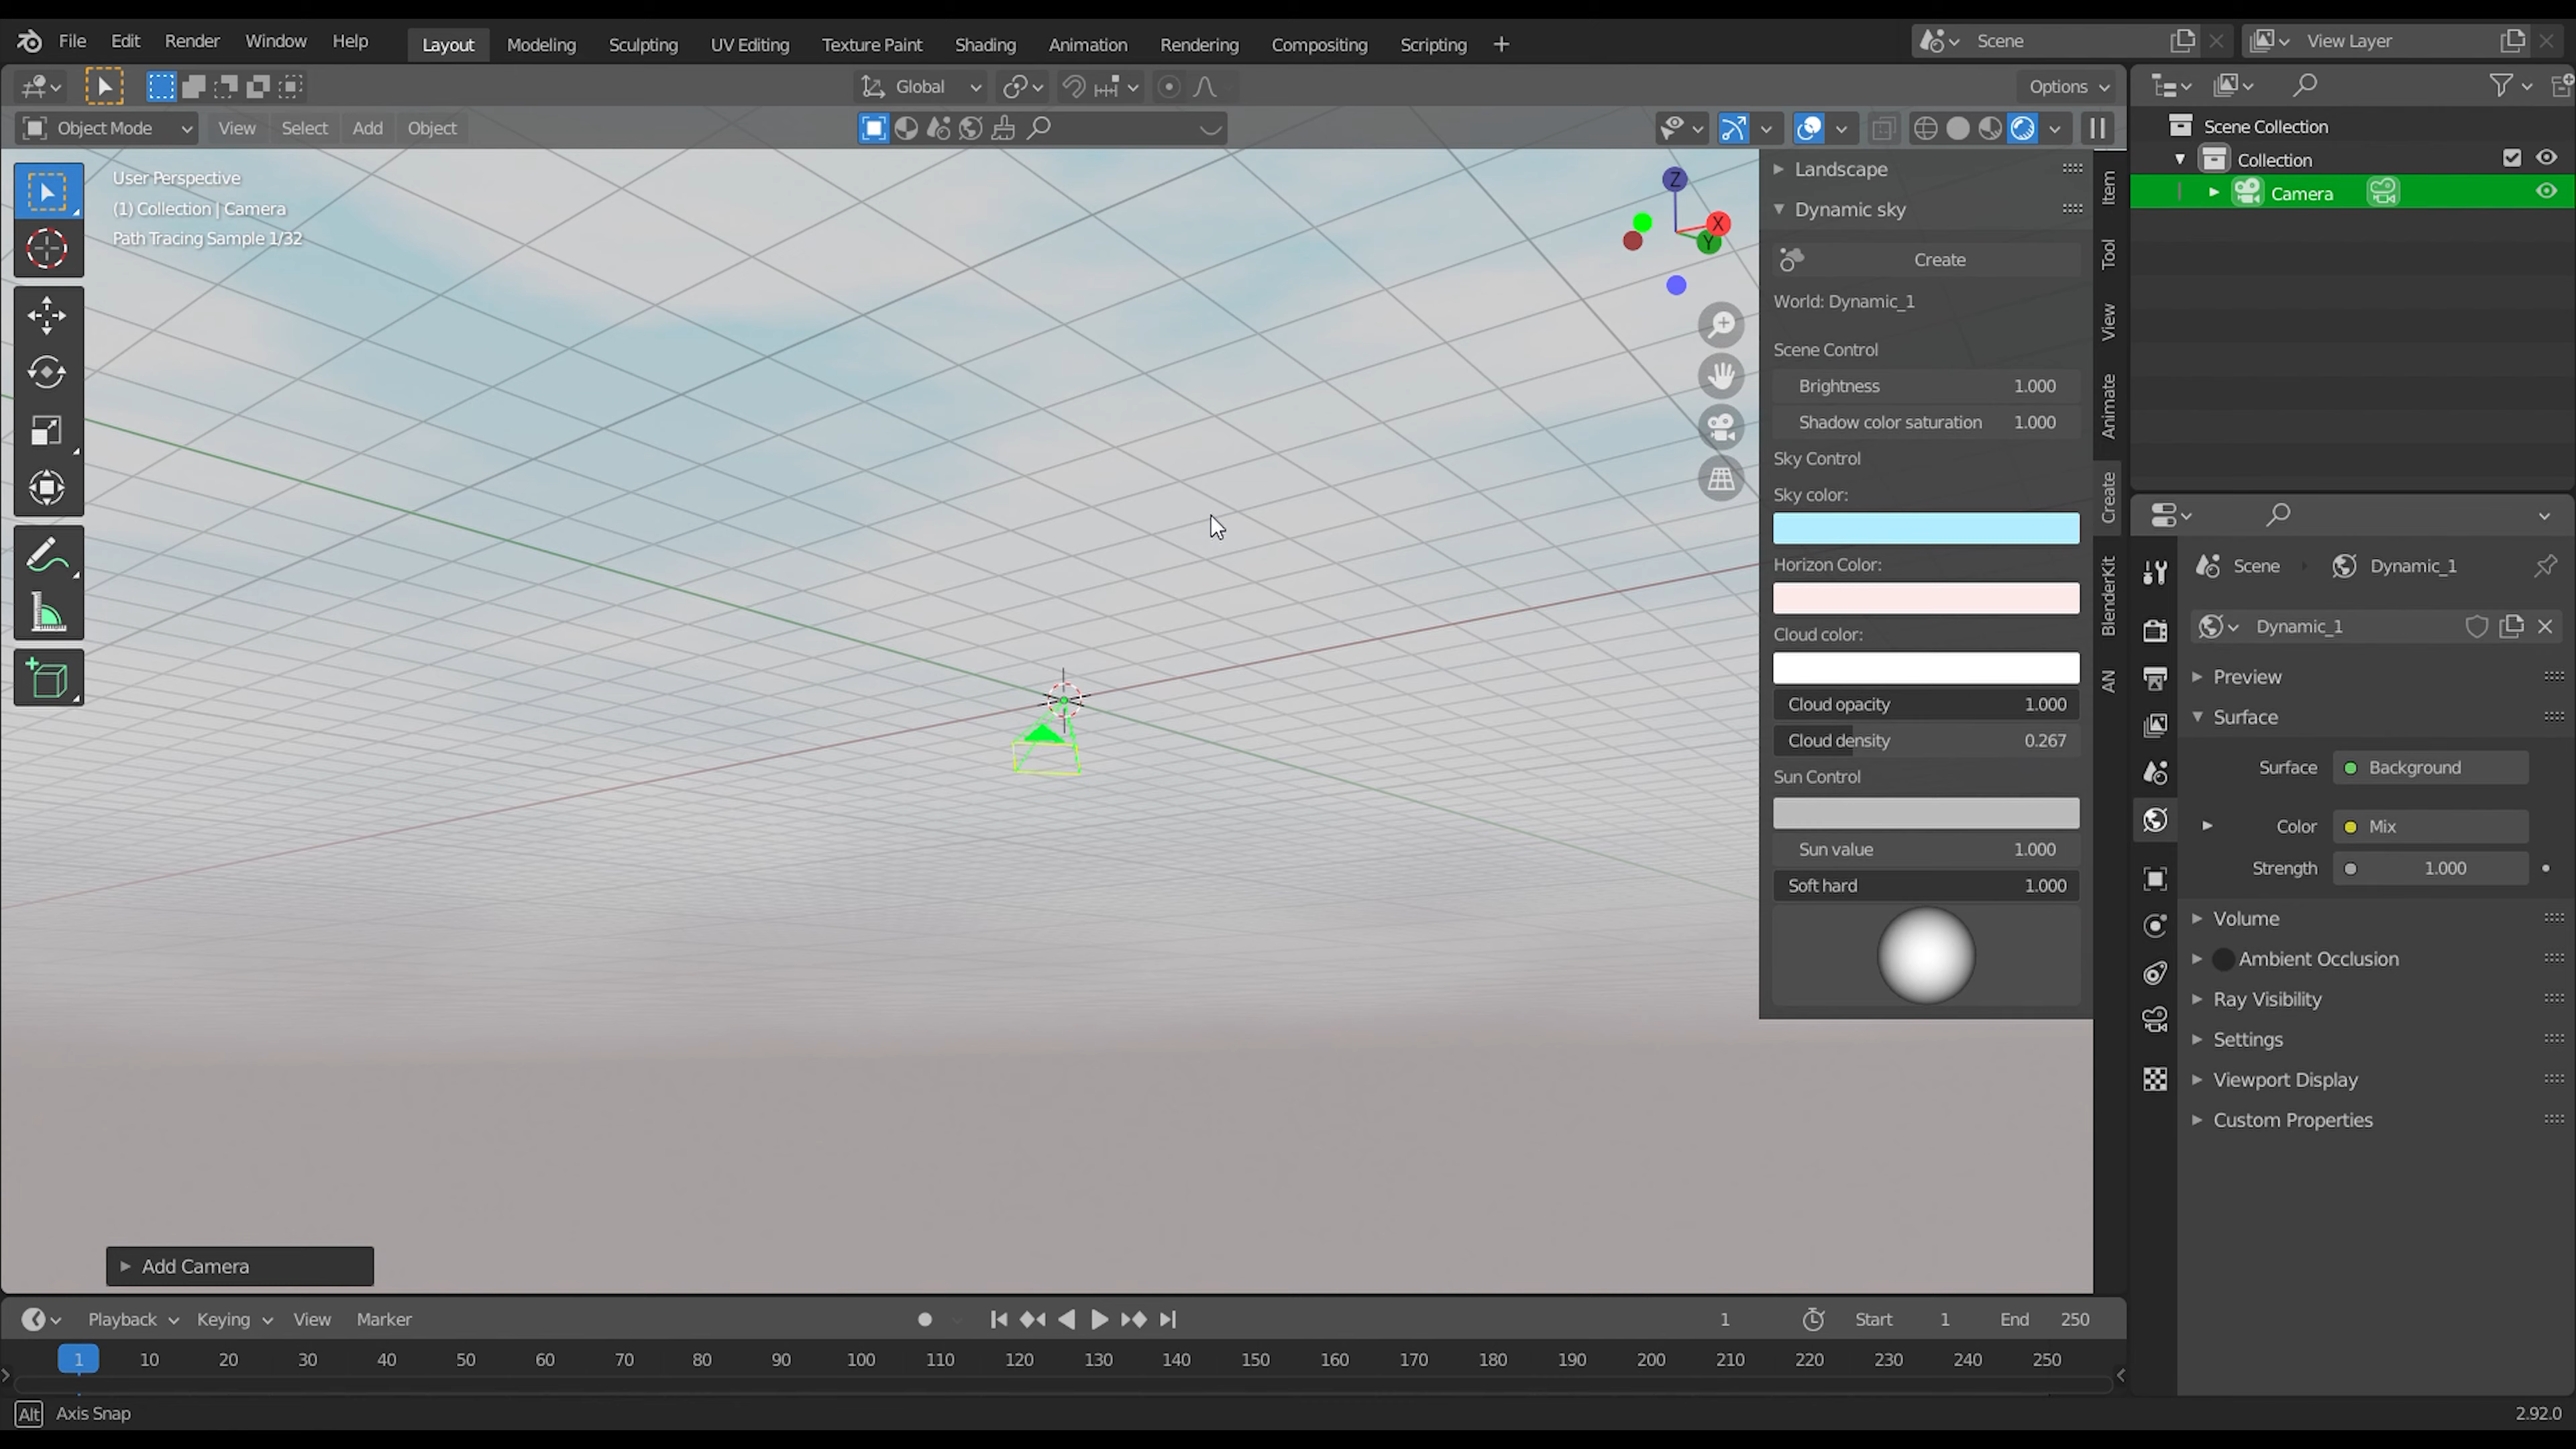 File Edit Render Window Help Layout Modeling Sculpting UV Editing Texture Paint Shading Animation Rendering Compositing Scripting + Scene View Layer
Global Options
Object Mode View Select Add Object
User Perspective
(1) Collection | Camera
Path Tracing Sample 1/32
Z
X
Y
Landscape
Dynamic sky
Create
World: Dynamic_1
Scene Control
Brightness 1.000
Shadow color saturation 1.000
Sky Control
Sky color:
Horizon Color:
Cloud color:
Cloud opacity 1.000
Cloud density 0.267
Sun Control
Sun value 1.000
Soft hard 1.000
Item
Tool
View
Animate
Create
BlenderKit
AN
Scene Collection
Collection
Camera
Scene Dynamic_1
Dynamic_1
Preview
Surface
Surface Background
Color Mix
Strength 1.000
Volume
Ambient Occlusion
Ray Visibility
Settings
Viewport Display
Custom Properties
Add Camera
Playback Keying View Marker 1 Start 1 End 250
1 10 20 30 40 50 60 70 80 90 100 110 120 130 140 150 160 170 180 190 200 210 220 230 240 250
Alt Axis Snap 2.92.0